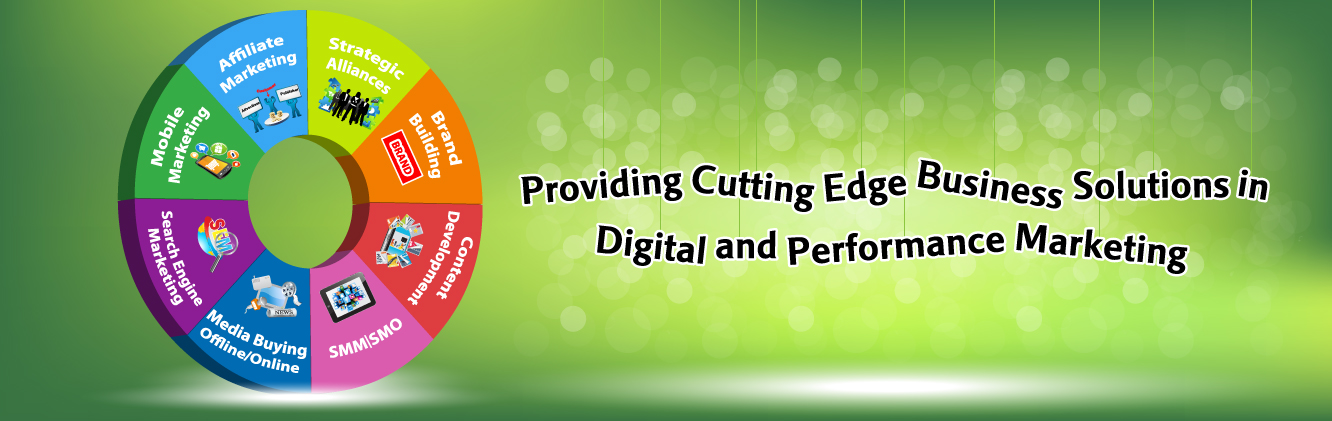 Affiliate
Marketing
Advertiser
Publisher
Strategic
Alliances
Brand
Building
BRAND
Content
Development
SMM|SMO
Media Buying
Offline/Online
NEWS
Search Engine
Marketing
SEM
Mobile
Marketing
Providing Cutting Edge Business Solutions in
Digital and Performance Marketing